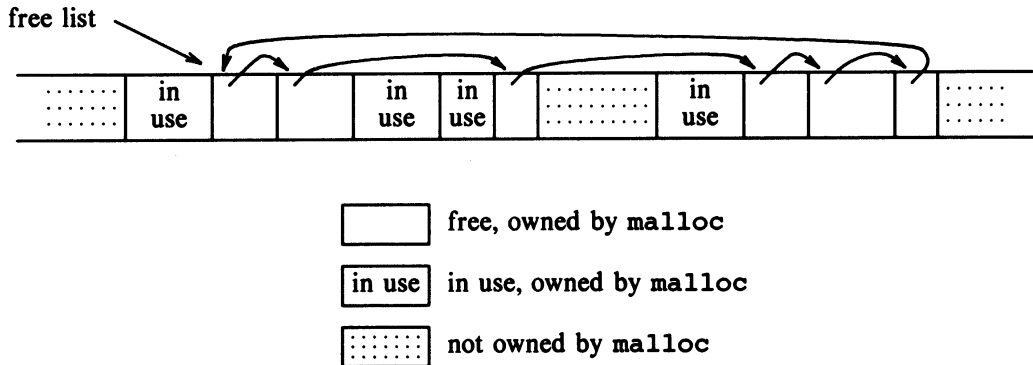 free list
in
use
in
use
in
use
in
use
free, owned by malloc
in use in use, owned by malloc
not owned by malloc